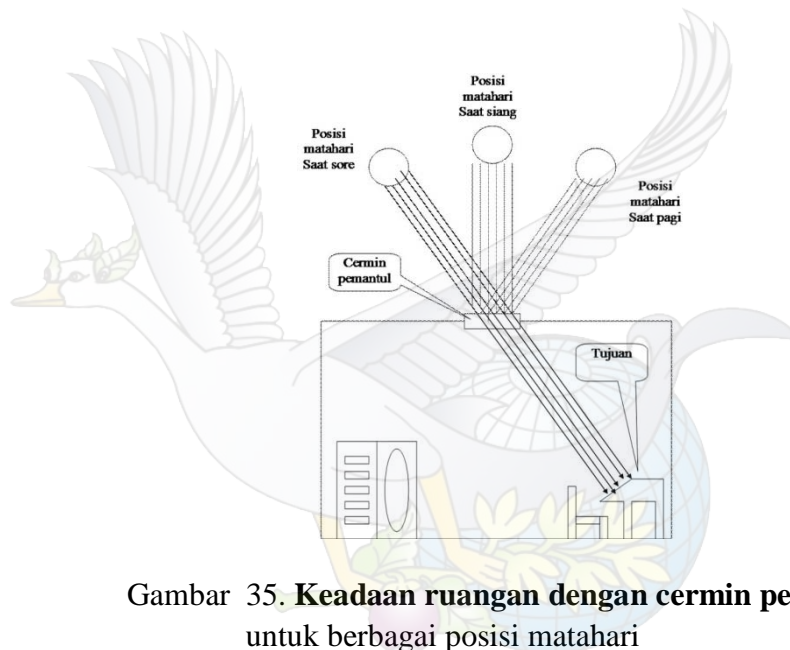 Posisi
matahari
Saat siang
Posisi
matahari
Saat sore
Posisi
matahari
Saat pagi
Cermin
pemantul
Tujuan
Gambar 35. Keadaan ruangan dengan cermin pe
untuk berbagai posisi matahari